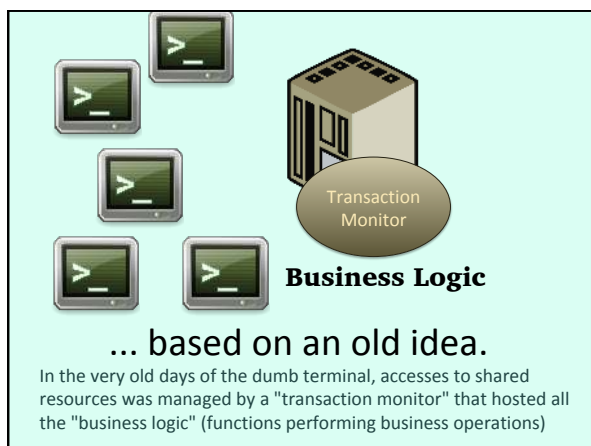 >_
>_
>_
>_
>_
Transaction
Monitor
Business Logic
... based on an old idea.
In the very old days of the dumb terminal, accesses to shared
resources was managed by a "transaction monitor" that hosted all
the "business logic" (functions performing business operations)